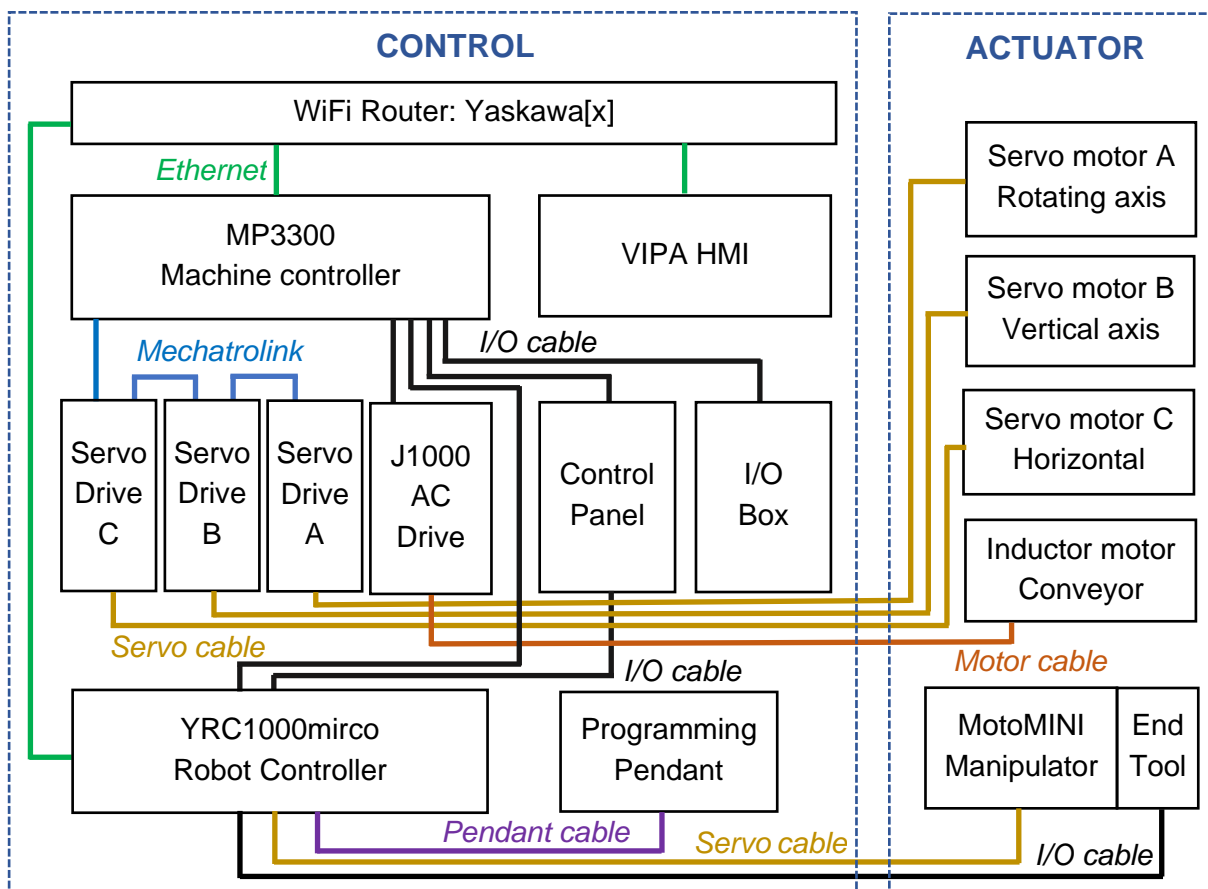 CONTROL
ACTUATOR
WiFi Router: Yaskawa[x]
Ethernet
MP3300
Machine controller
VIPA HMI
Servo motor A
Rotating axis
Servo motor B
Vertical axis
Mechatrolink
I/O cable
Servo
Drive
C
Servo
Drive
B
Servo
Drive
A
J1000
AC
Drive
Control
Panel
I/O
Box
Servo motor C
Horizontal
Inductor motor
Conveyor
Servo cable
Motor cable
I/O cable
YRC1000mirco
Robot Controller
Programming
Pendant
MotoMINI
Manipulator
End
Tool
Pendant cable
Servo cable
I/O cable